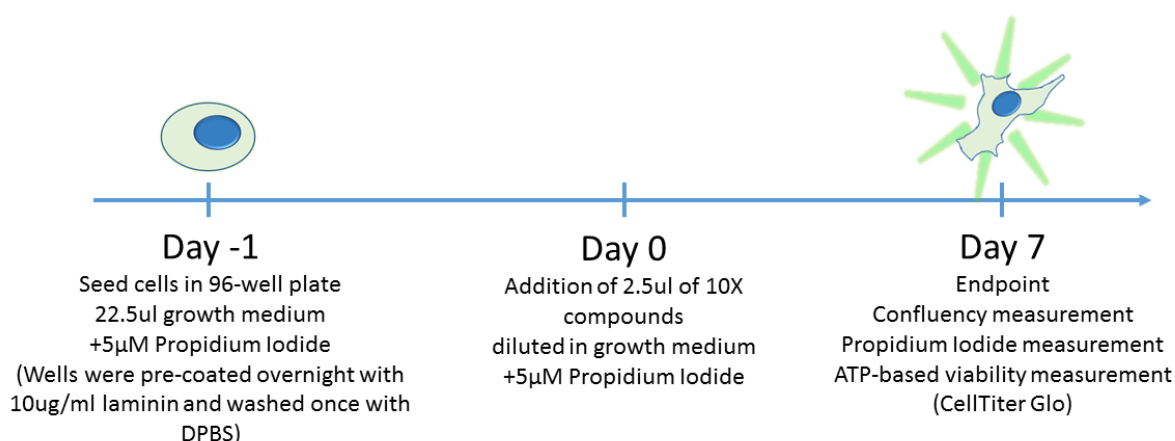 Day -1
Seed cells in 96-well plate
22.5ul growth medium
+5µM Propidium Iodide
(Wells were pre-coated overnight with
10ug/ml laminin and washed once with
DPBS)
Day 0
Addition of 2.5ul of 10X
compounds
diluted in growth medium
+5µM Propidium Iodide
Day 7
Endpoint
Confluency measurement
Propidium Iodide measurement
ATP-based viability measurement
(CellTiter Glo)